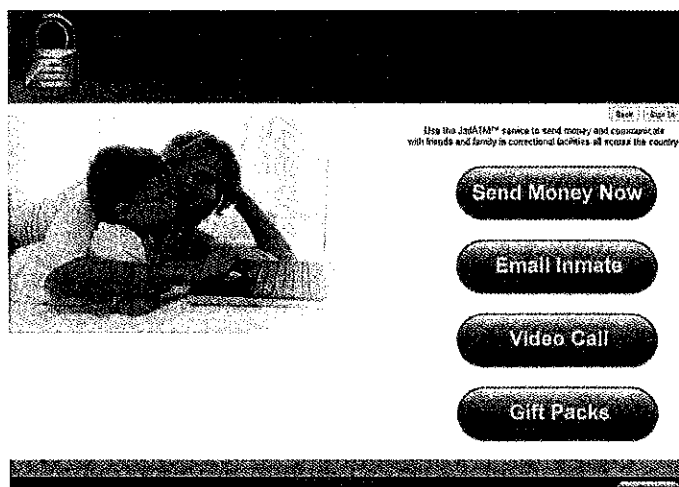 Back Sign In
Use the JailATM™ service to send money and communicate
with friends and family in correctional facilities all across the country
Send Money Now
Email Inmate
Video Call
Gift Packs